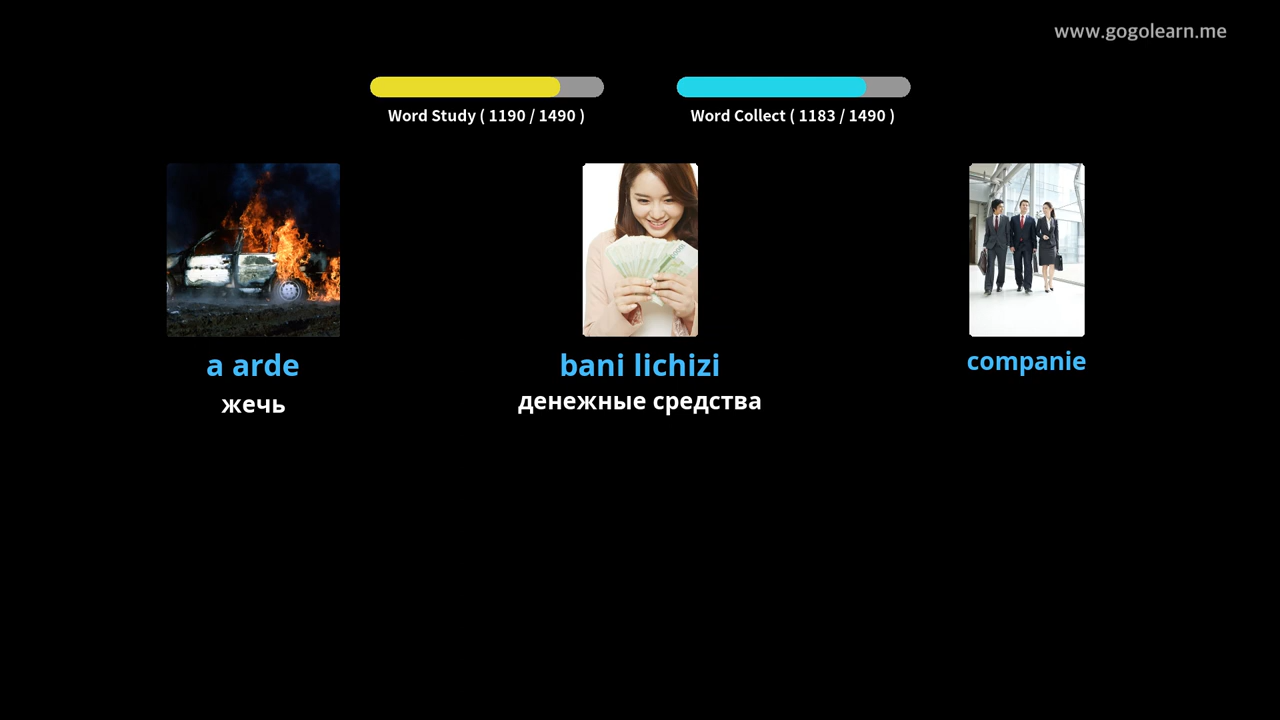 www.gogolearn.me
Word Study ( 1190 / 1490 )
Word Collect ( 1183 / 1490 )
a arde
жечь
bani lichizi
денежные средства
companie